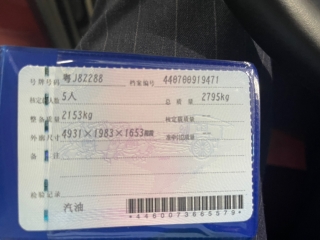 号牌号码 粤J82288 档案编号 440700919471
核定载人数 5人 总质量 2795kg
整备质量 2153kg 核定载质量 --
外廓尺寸 4931×1983×1653mm 准牵引总质量 --
备注
检验记录
汽油
*4460073665579*